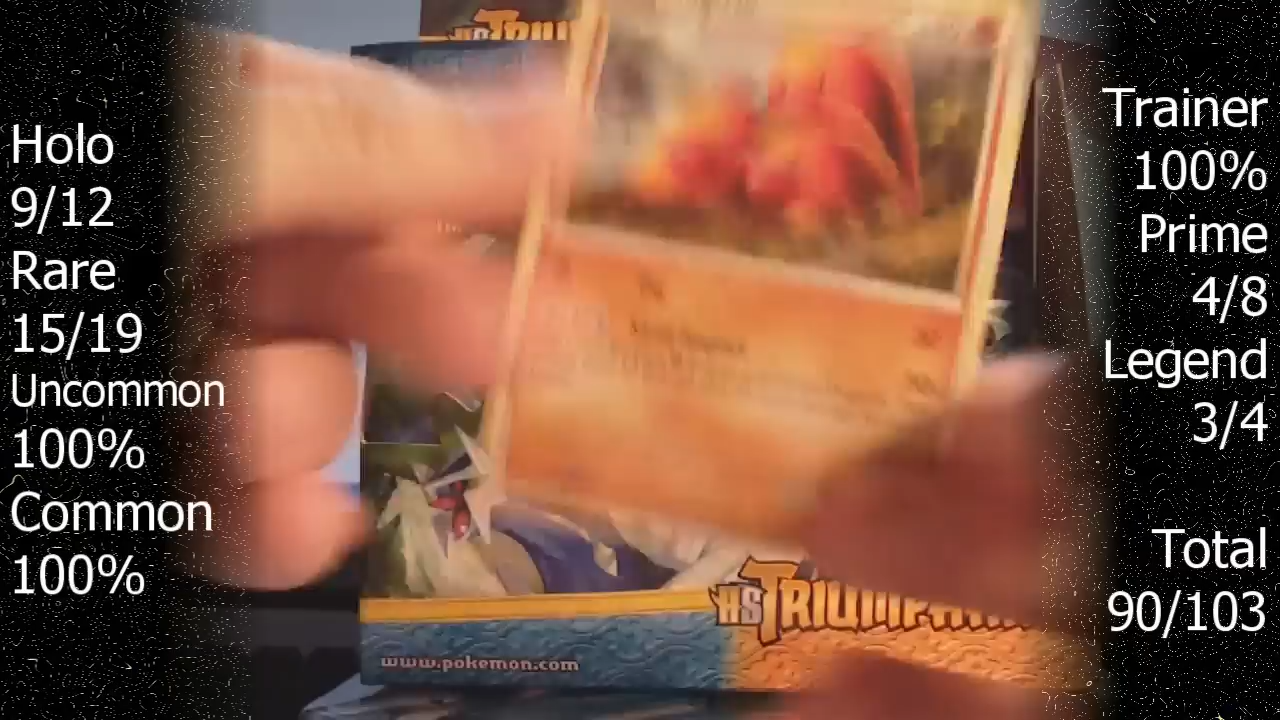 Holo
9/12
Rare
15/19
Uncommon
100%
Common
100%
Trainer
100%
Prime
4/8
Legend
3/4
Total
90/103
HS
www.pokemon.com